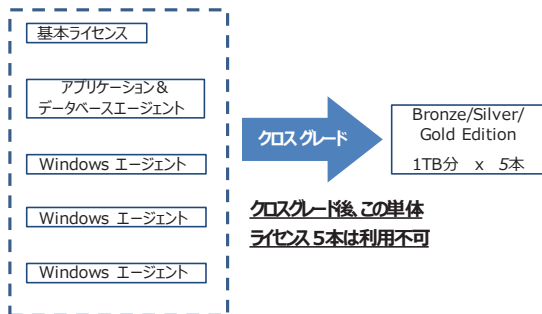 基本ライセンス
アプリケーション＆
データベースエージェント
Windows エージェント
Windows エージェント
Windows エージェント
クロスグレード
クロスグレード後、この単体
ライセンス 5本は利用不可
Bronze/Silver/
Gold Edition
1TB分 x 5本